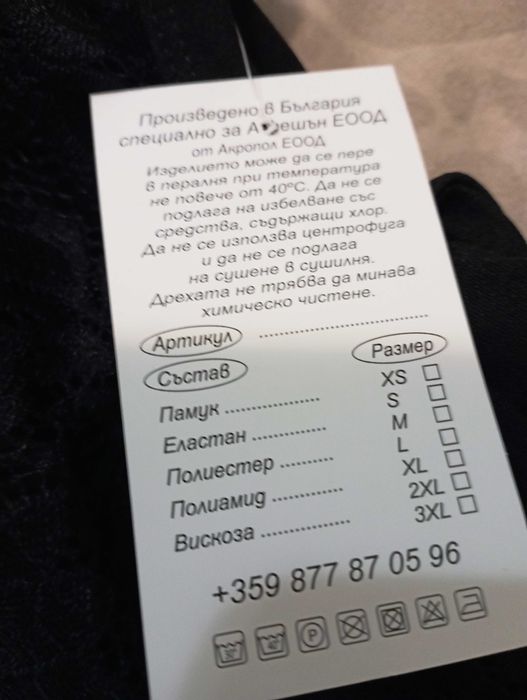 Произведено в България
специално за А ешън ЕООД
от Акропол ЕООД
Изделието може да се пере
в пералня при температура
не повече от 40°С. Да не се
подлага на избелване със
средства, съдържащи хлор.
Да не се използва центрофуга
и да не се подлага
на сушене в сушилня.
Дрехата не трябва да минава
химическо чистене.
Артикул ..................................
Състав Размер
Памук ................... XS
Еластан ............... S
Полиестер .......... M
Полиамид ............. L
Вискоза ................ XL
2XL
3XL
+359 877 87 05 96
P